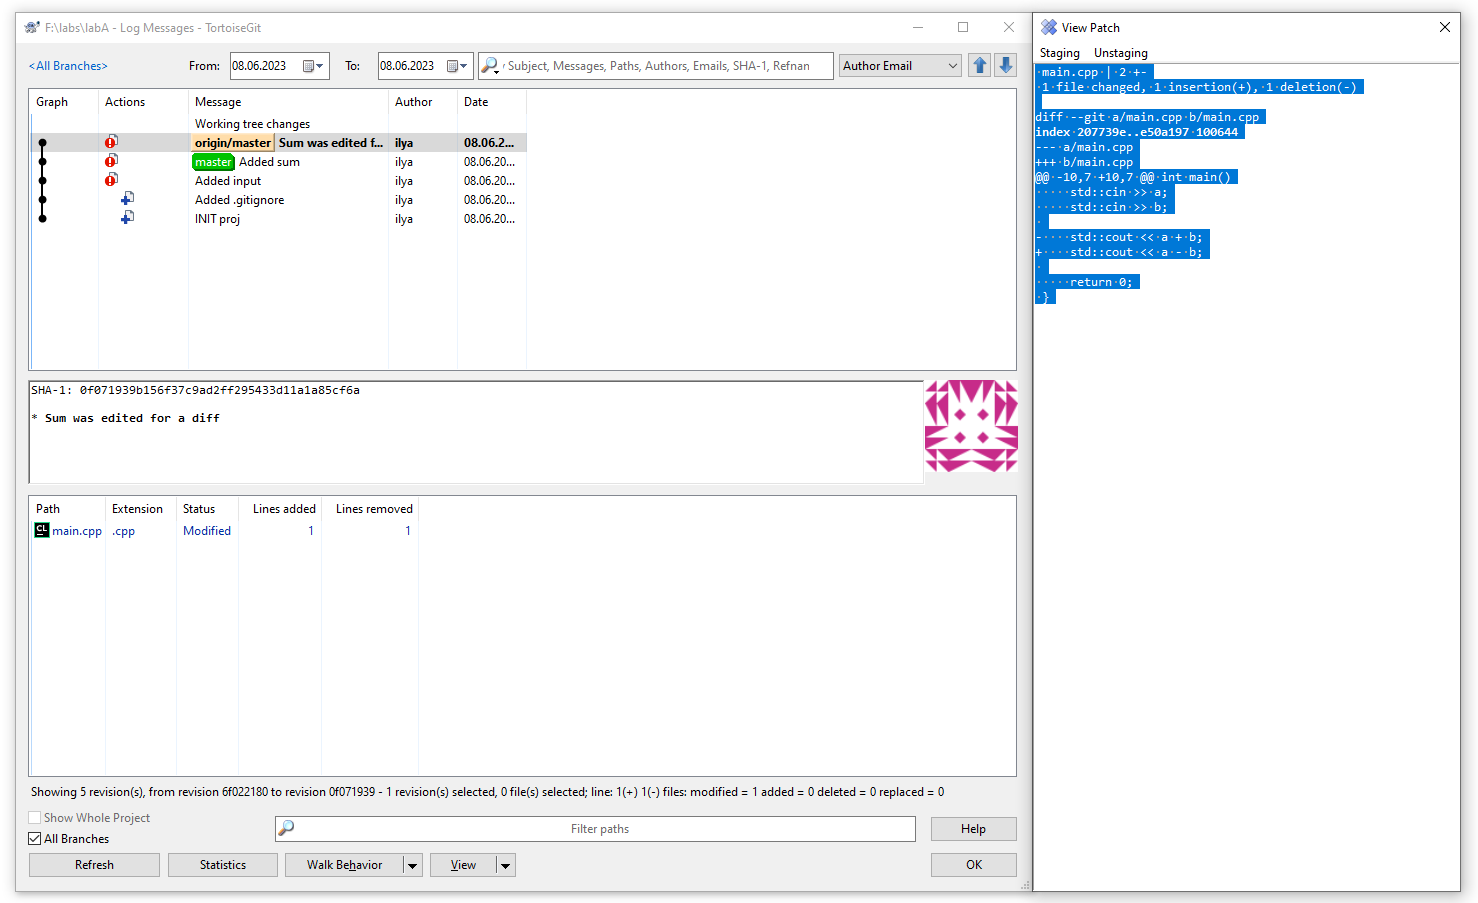 F:\labs\labA - Log Messages - TortoiseGit
<All Branches>
From:
08.06.2023
To:
08.06.2023
Subject, Messages, Paths, Authors, Emails, SHA-1, Refnan
Author Email
Graph Actions Message Author Date
Working tree changes
origin/master Sum was edited f... ilya 08.06.2...
master Added sum ilya 08.06.20...
Added input ilya 08.06.20...
Added .gitignore ilya 08.06.20...
INIT proj ilya 08.06.20...
SHA-1: 0f071939b156f37c9ad2ff295433d11a1a85cf6a
* Sum was edited for a diff
Path Extension Status Lines added Lines removed
CL main.cpp .cpp Modified 1 1
Showing 5 revision(s), from revision 6f022180 to revision 0f071939 - 1 revision(s) selected, 0 file(s) selected; line: 1(+) 1(-) files: modified = 1 added = 0 deleted = 0 replaced = 0
Show Whole Project
All Branches
Filter paths
Help
Refresh
Statistics
Walk Behavior
View
OK
View Patch
Staging Unstaging
main.cpp | 2 +-
1 file changed, 1 insertion(+), 1 deletion(-)
diff --git a/main.cpp b/main.cpp
index 207739e..e50a197 100644
--- a/main.cpp
+++ b/main.cpp
@@ -10,7 +10,7 @@ int main()
std::cin >> a;
std::cin >> b;
-    std::cout << a + b;
+    std::cout << a - b;
return 0;
}